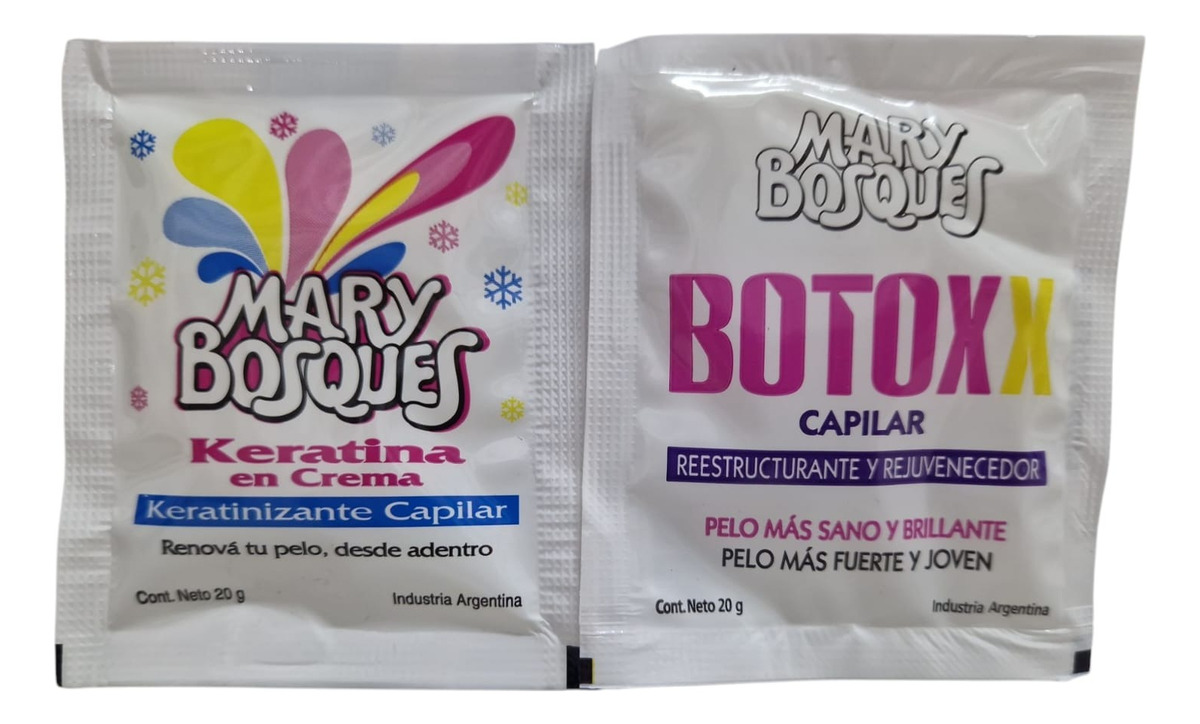 MARY
BOSQUES
Keratina
en Crema
Keratinizante Capilar
Renová tu pelo, desde adentro
Cont. Neto 20 g
Industria Argentina
MARY
BOSQUES
BOTOXX
CAPILAR
REESTRUCTURANTE Y REJUVENECEDOR
PELO MÁS SANO Y BRILLANTE
PELO MÁS FUERTE Y JOVEN
Cont. Neto 20 g
Industria Argentina